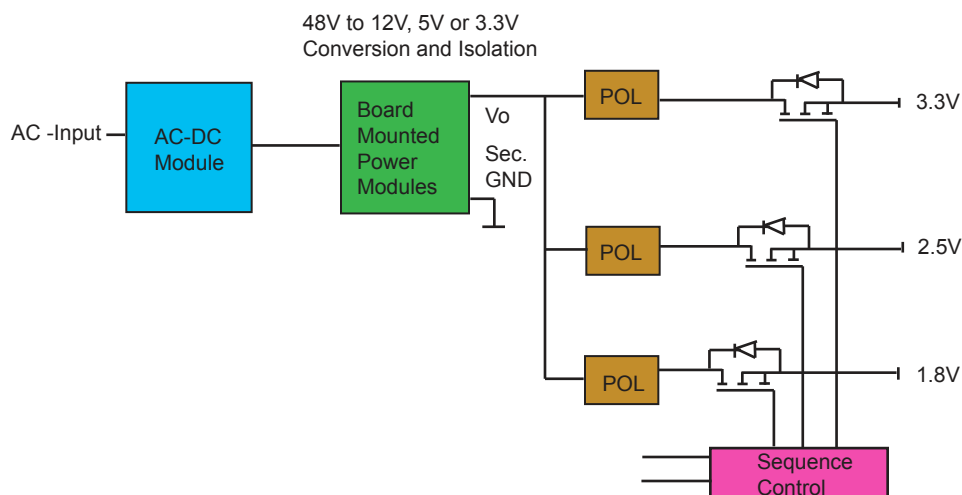 48V to 12V, 5V or 3.3V
Conversion and Isolation
AC -Input
AC-DC
Module
Board
Mounted
Power
Modules
Vo
Sec.
GND
POL
3.3V
POL
2.5V
POL
1.8V
Sequence
Control